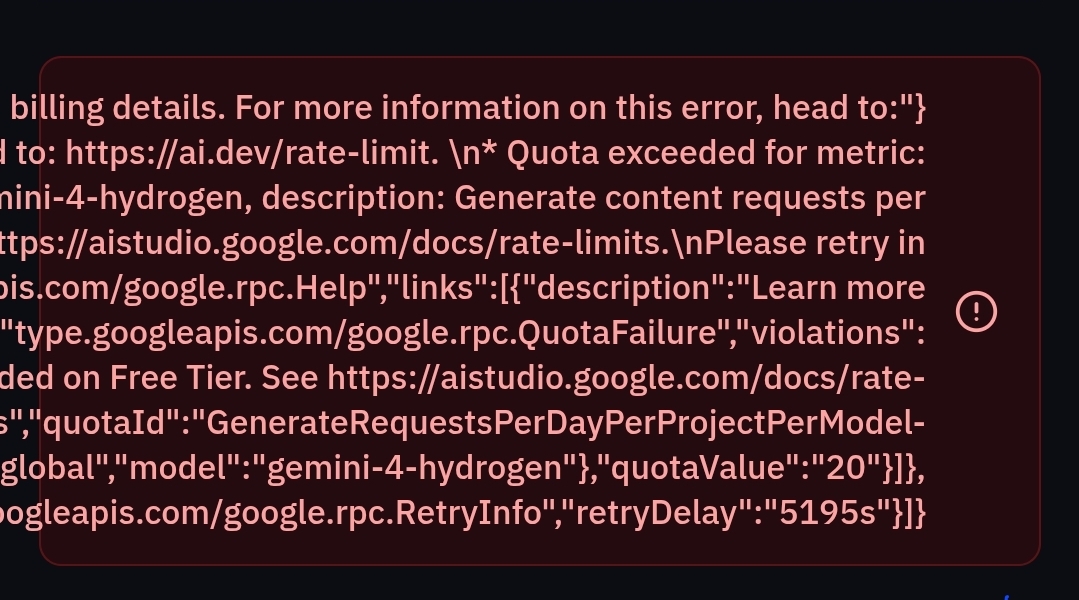 billing details. For more information on this error, head to:"}
to: https://ai.dev/rate-limit. \n* Quota exceeded for metric:
mini-4-hydrogen, description: Generate content requests per
ttps://aistudio.google.com/docs/rate-limits.\nPlease retry in
pis.com/google.rpc.Help","links":[{"description":"Learn more
"type.googleapis.com/google.rpc.QuotaFailure","violations":
ded on Free Tier. See https://aistudio.google.com/docs/rate-
s","quotaId":"GenerateRequestsPerDayPerProjectPerModel-
global","model":"gemini-4-hydrogen"},"quotaValue":"20"}]},
oogleapis.com/google.rpc.RetryInfo","retryDelay":"5195s"}]}